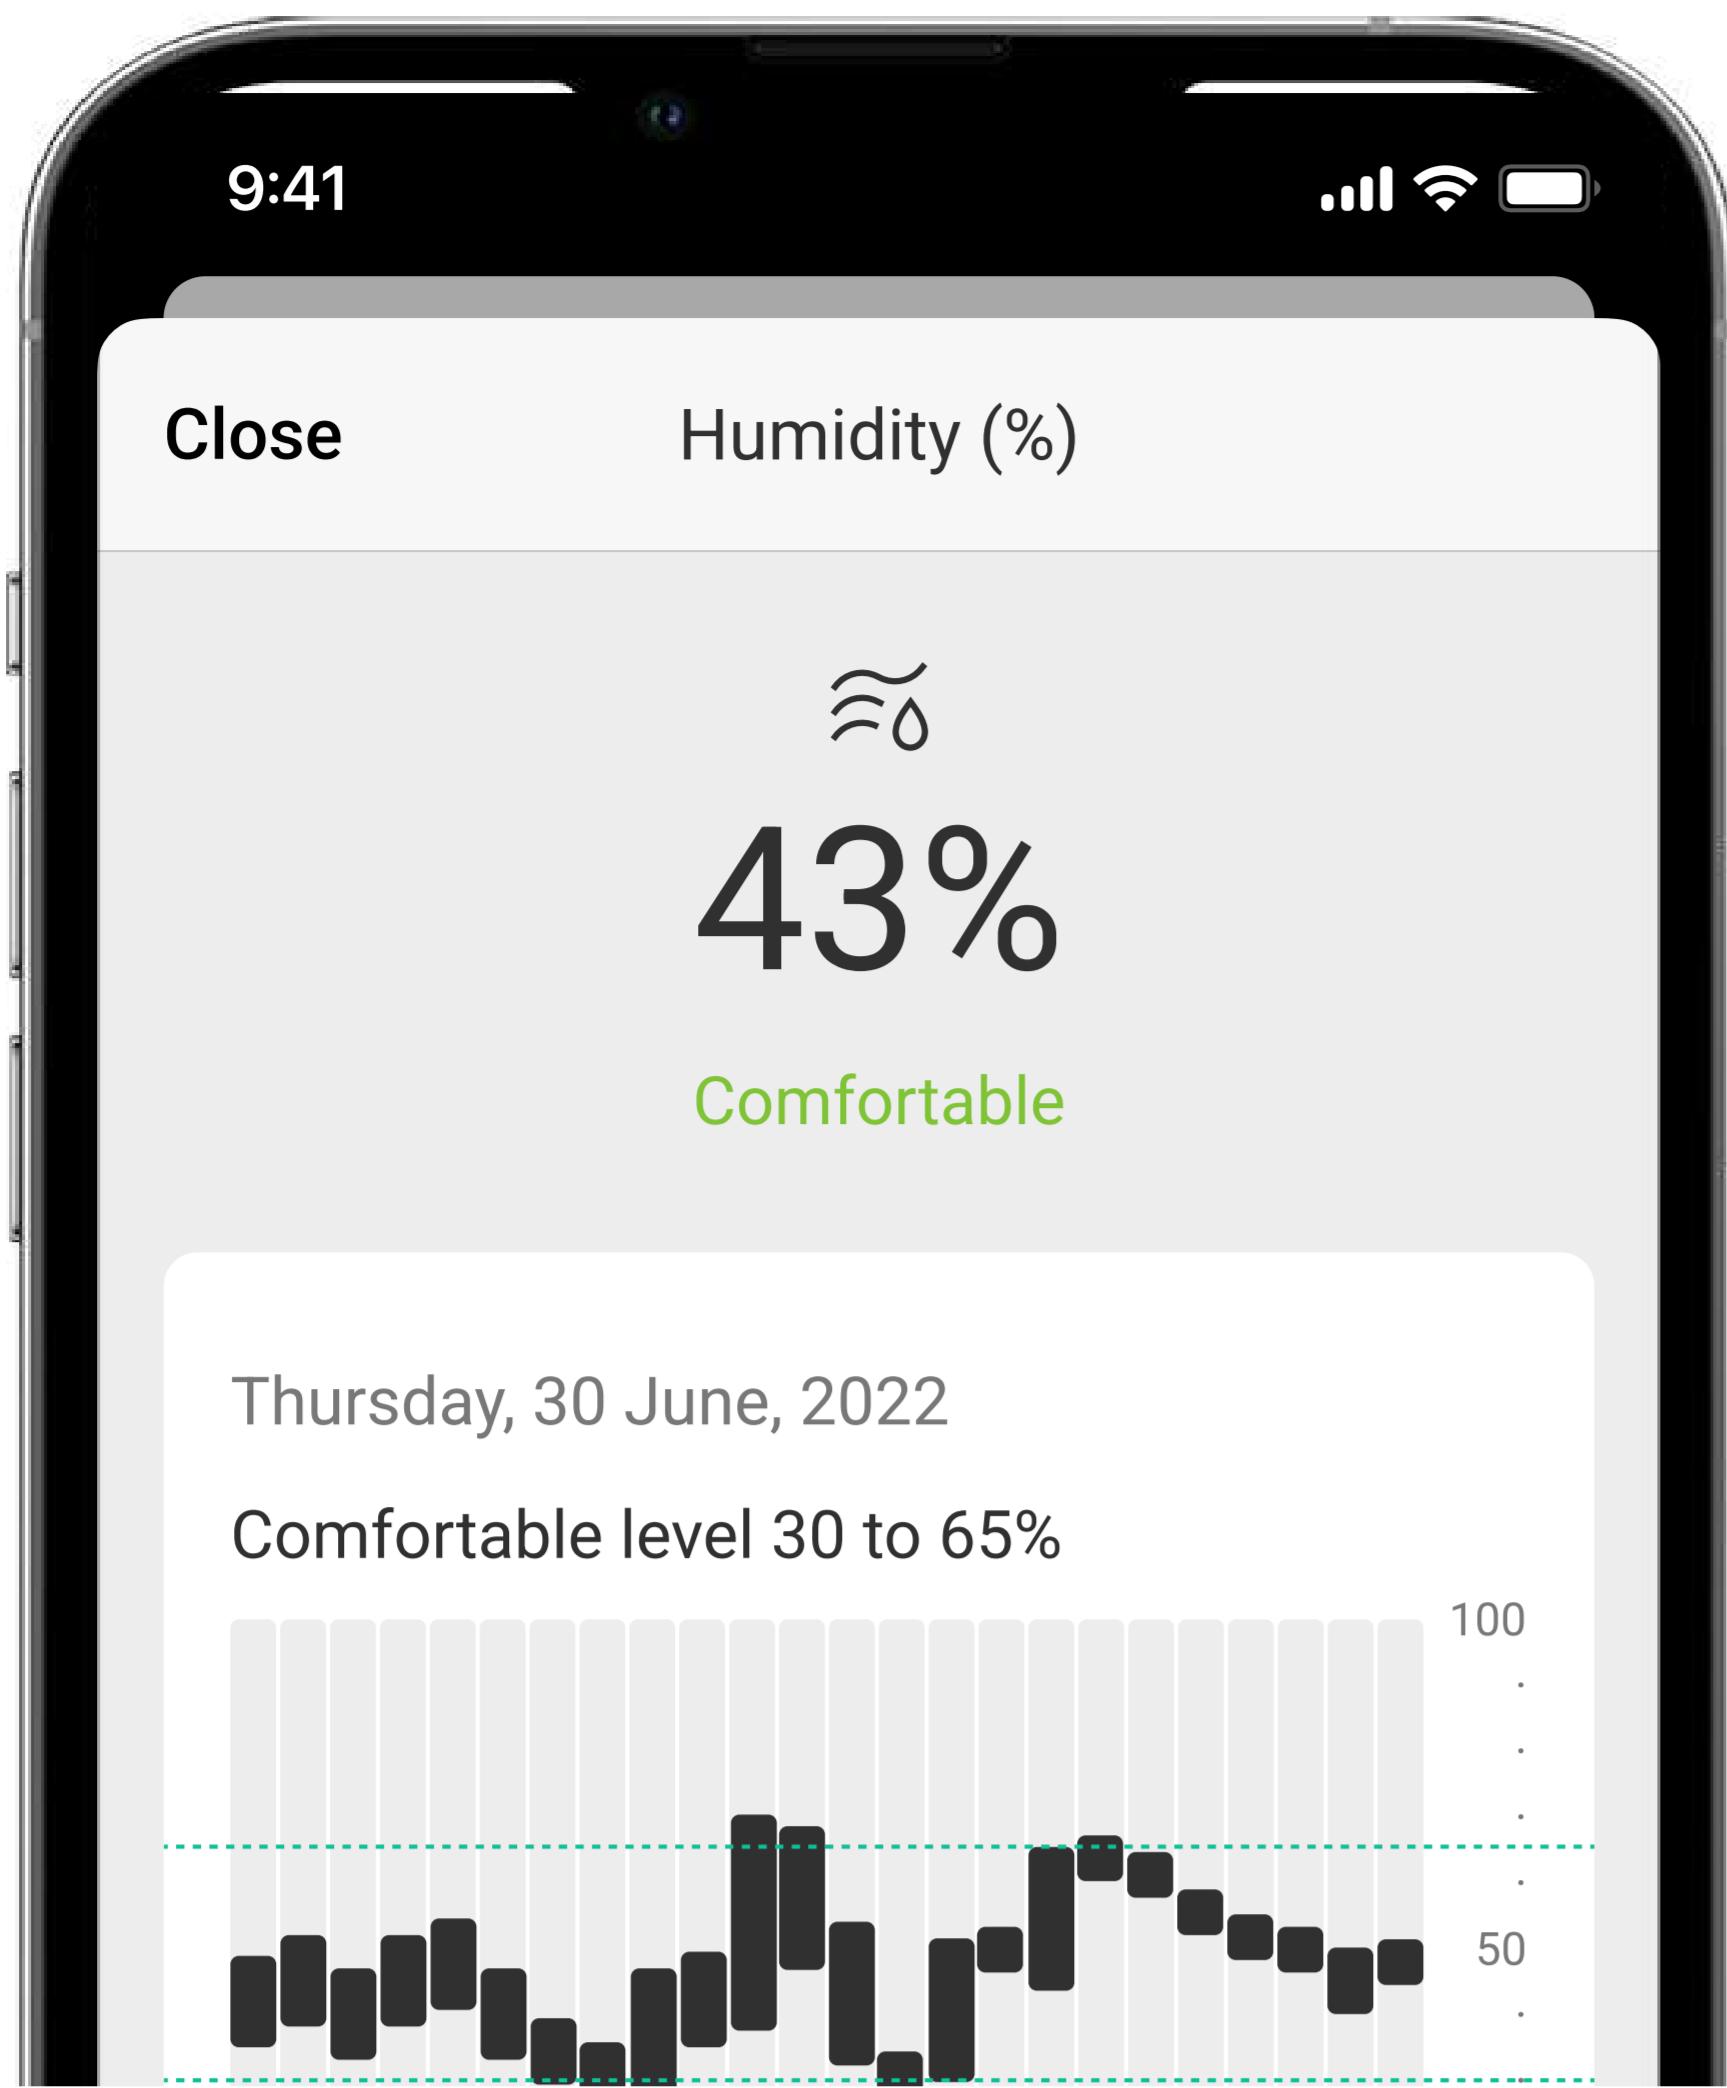 9:41
Close
Humidity (%)
43%
Comfortable
Thursday, 30 June, 2022
Comfortable level 30 to 65%
100
50